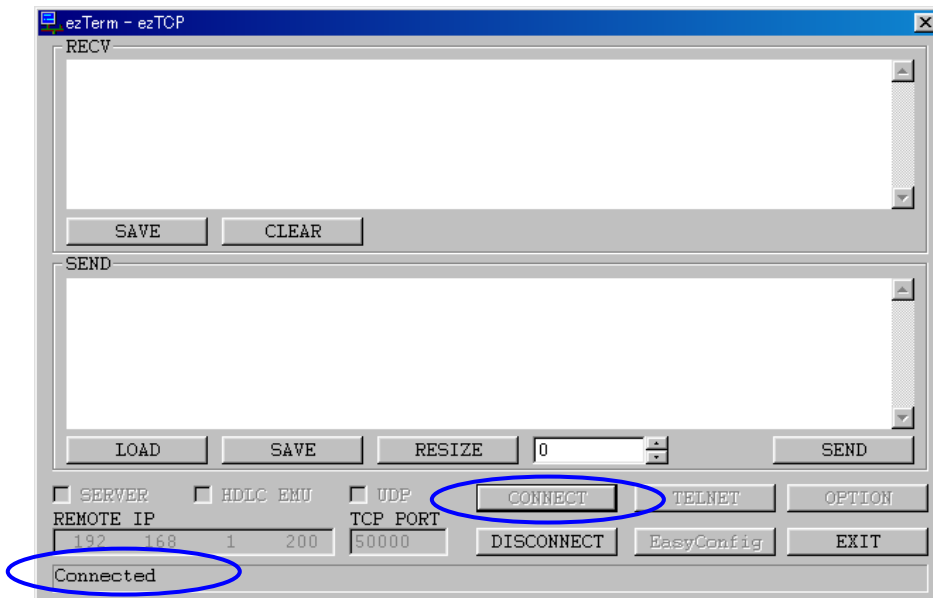 ezTerm - ezTCP
RECV
SAVE CLEAR
SEND
LOAD SAVE RESIZE 0 SEND
SERVER HDLC EMU UDP CONNECT TELNET OPTION
REMOTE IP TCP PORT
192 168 1 200 50000 DISCONNECT EasyConfig EXIT
Connected